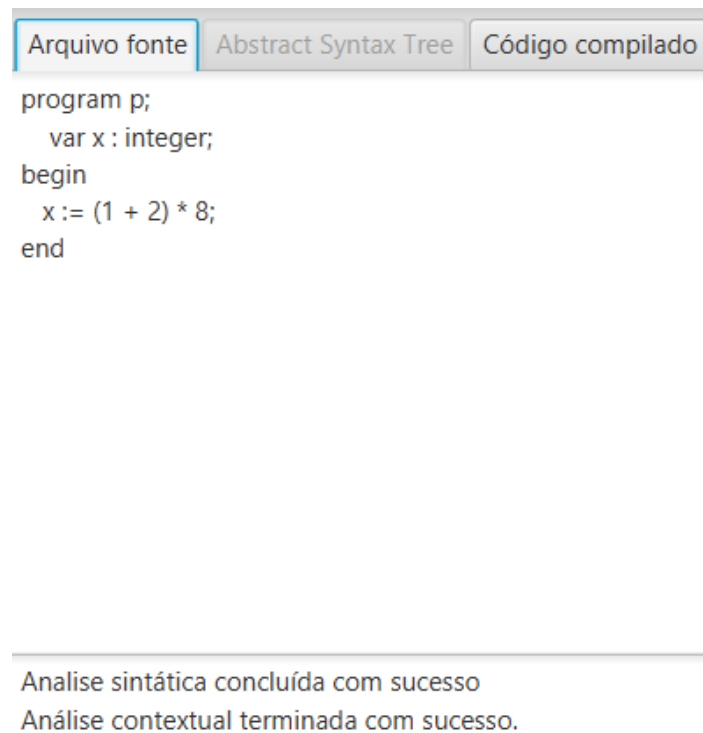 Arquivo fonte Abstract Syntax Tree Código compilado
program p;
var x : integer;
begin
x := (1 + 2) * 8;
end
Analise sintática concluída com sucesso
Análise contextual terminada com sucesso.